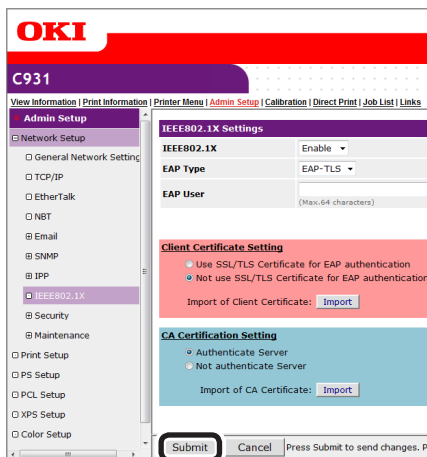 OKI
C931
View Information | Print Information | Printer Menu | Admin Setup | Calibration | Direct Print | Job List | Links
Admin Setup
Network Setup
General Network Setting
TCP/IP
EtherTalk
NBT
Email
SNMP
IPP
IEEE802.1X
Security
Maintenance
Print Setup
PS Setup
PCL Setup
XPS Setup
Color Setup
IEEE802.1X Settings
IEEE802.1X Enable
EAP Type EAP-TLS
EAP User
(Max.64 characters)
Client Certificate Setting
Use SSL/TLS Certificate for EAP authentication
Not use SSL/TLS Certificate for EAP authentication
Import of Client Certificate: Import
CA Certification Setting
Authenticate Server
Not authenticate Server
Import of CA Certificate: Import
Submit Cancel Press Submit to send changes. P